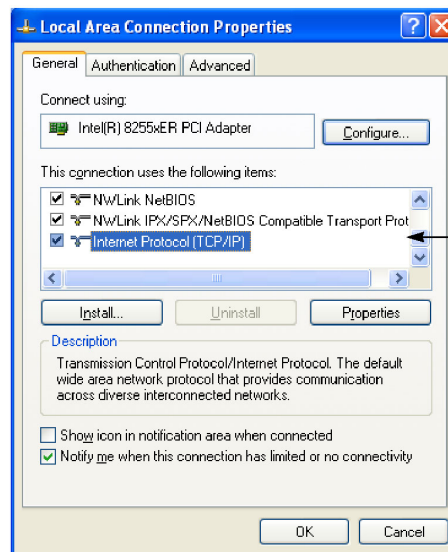 Local Area Connection Properties
General Authentication Advanced
Connect using:
Intel(R) 8255xER PCI Adapter Configure...
This connection uses the following items:
NWLink NetBIOS
NWLink IPX/SPX/NetBIOS Compatible Transport Prot
Internet Protocol (TCP/IP)
Install... Uninstall Properties
Description
Transmission Control Protocol/Internet Protocol. The default
wide area network protocol that provides communication
across diverse interconnected networks.
Show icon in notification area when connected
Notify me when this connection has limited or no connectivity
OK Cancel